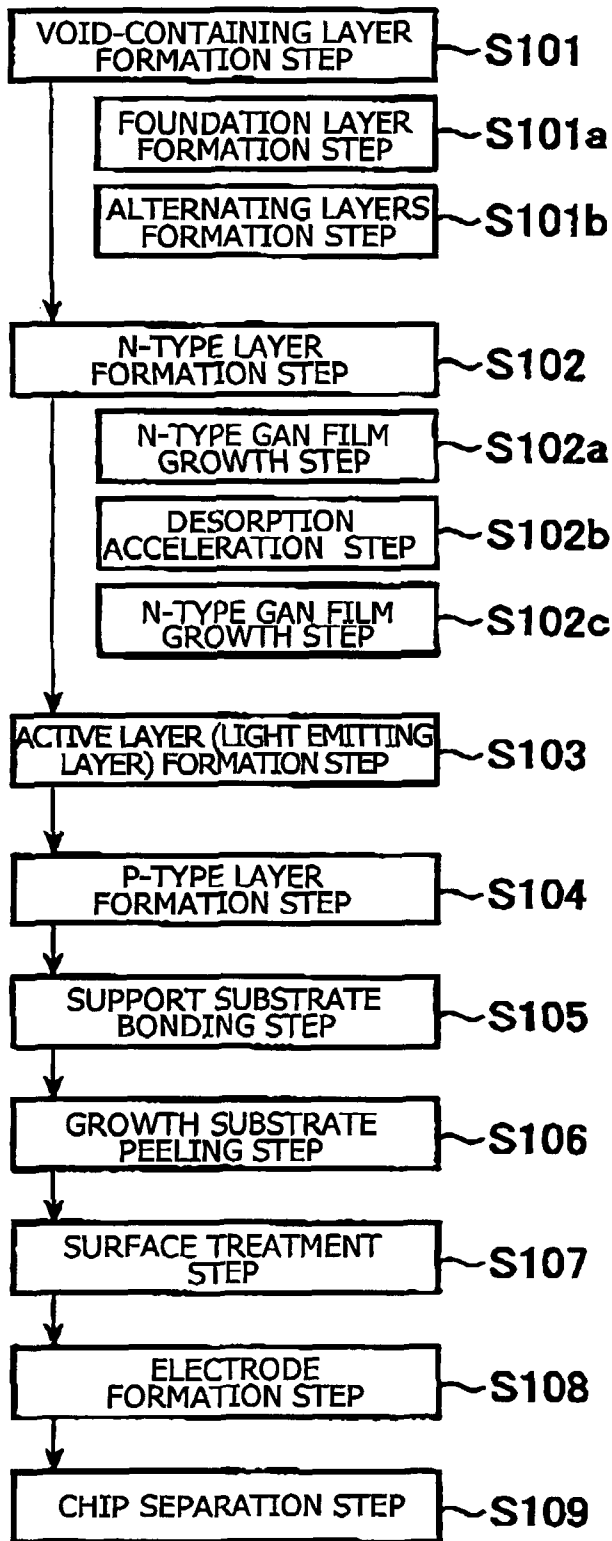 VOID-CONTAINING LAYER
FORMATION STEP
S101
FOUNDATION LAYER
FORMATION STEP
S101a
ALTERNATING LAYERS
FORMATION STEP
S101b
N-TYPE LAYER
FORMATION STEP
S102
N-TYPE GAN FILM
GROWTH STEP
S102a
DESORPTION
ACCELERATION STEP
S102b
N-TYPE GAN FILM
GROWTH STEP
S102c
ACTIVE LAYER (LIGHT EMITTING
LAYER) FORMATION STEP
S103
P-TYPE LAYER
FORMATION STEP
S104
SUPPORT SUBSTRATE
BONDING STEP
S105
GROWTH SUBSTRATE
PEELING STEP
S106
SURFACE TREATMENT
STEP
S107
ELECTRODE
FORMATION STEP
S108
CHIP SEPARATION STEP
S109